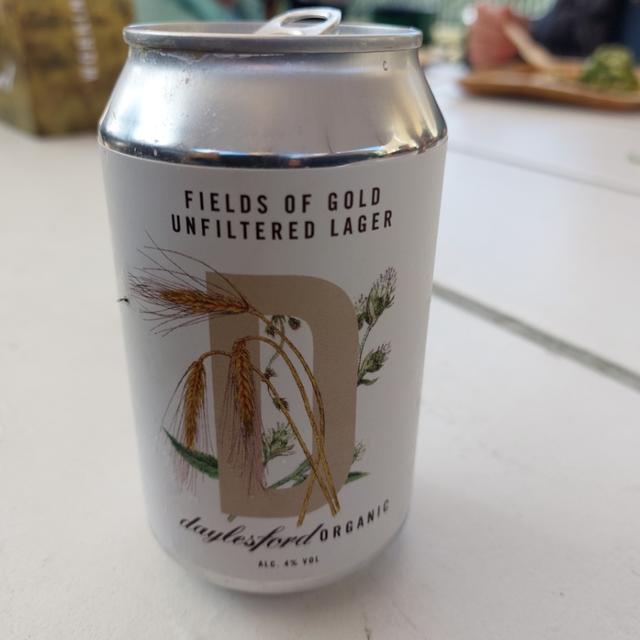 FIELDS OF GOLD
UNFILTERED LAGER
D
daylesford ORGANIC
ALC. 4% VOL